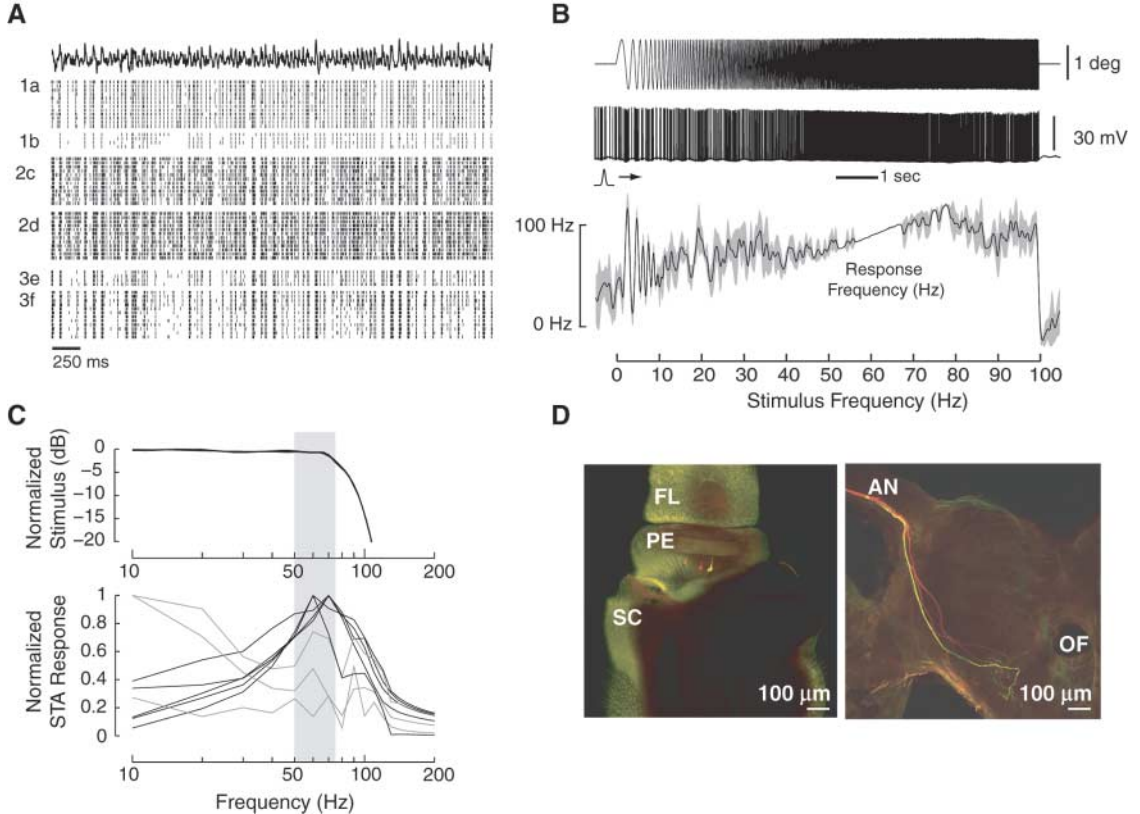 A
1a
1b
2c
2d
3e
3f
250 ms
B
1 deg
30 mV
1 sec
100 Hz
0 Hz
Response
Frequency (Hz)
0 10 20 30 40 50 60 70 80 90 100
Stimulus Frequency (Hz)
C
Normalized
Stimulus (dB)
0
−5
−10
−15
−20
10 50 100 200
Normalized
STA Response
1
0.8
0.6
0.4
0.2
0
10 50 100 200
Frequency (Hz)
D
FL
PE
SC
100 μm
AN
OF
100 μm